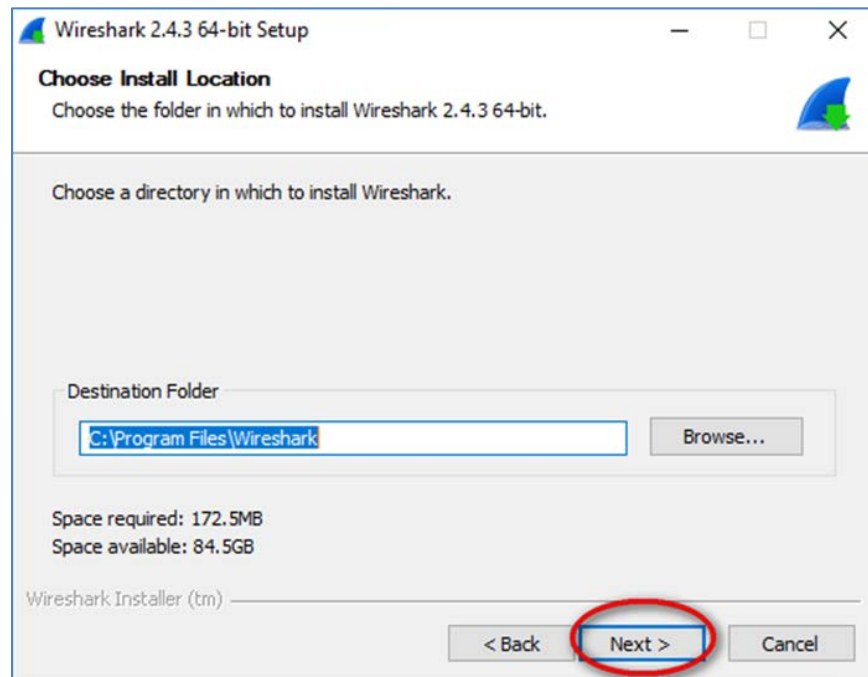 Wireshark 2.4.3 64-bit Setup
Choose Install Location
Choose the folder in which to install Wireshark 2.4.3 64-bit.
Choose a directory in which to install Wireshark.
Destination Folder
C:\Program Files\Wireshark
Browse...
Space required: 172.5MB
Space available: 84.5GB
Wireshark Installer (tm)
< Back Next > Cancel